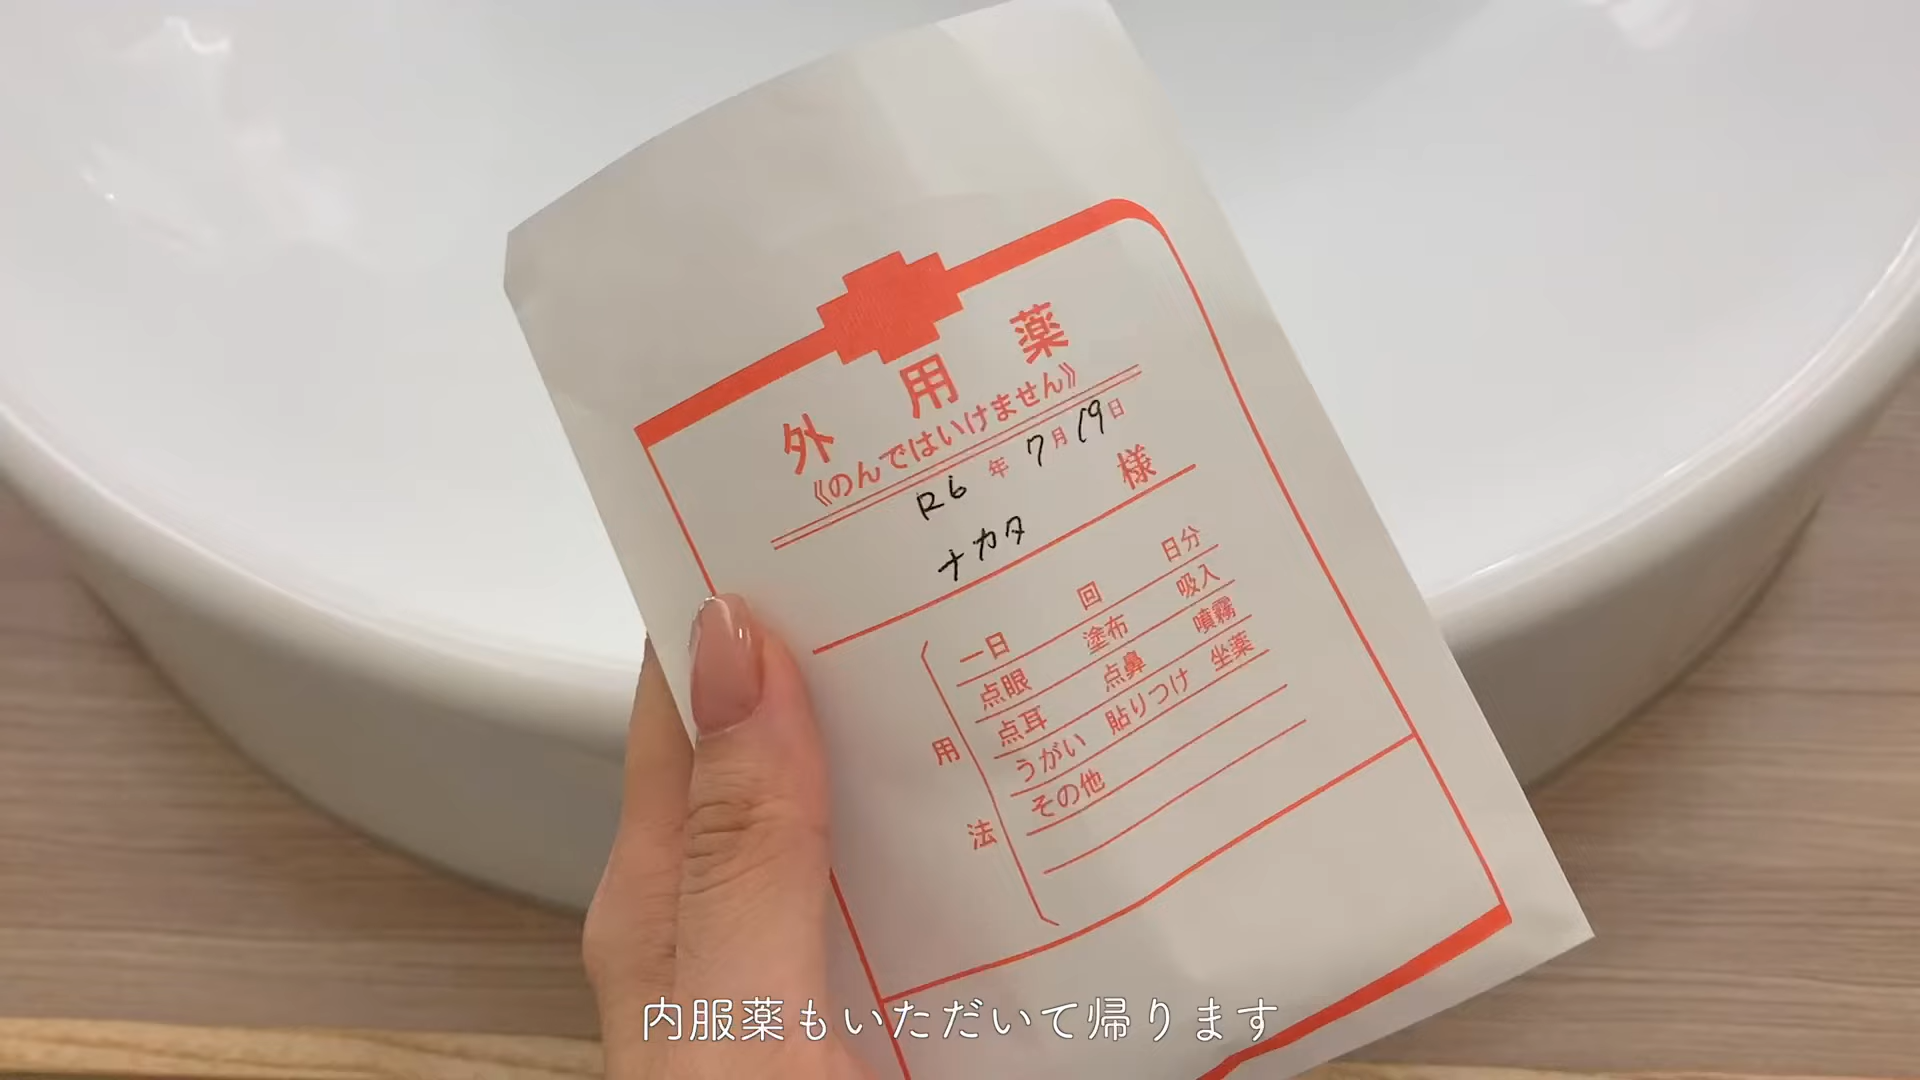 外用薬
《のんではいけません》
R6年7月19日
ナカタ 様
用法
一日 回 日分
点眼 塗布 吸入
点耳 点鼻 噴霧
うがい 貼りつけ 坐薬
その他
内服薬もいただいて帰ります